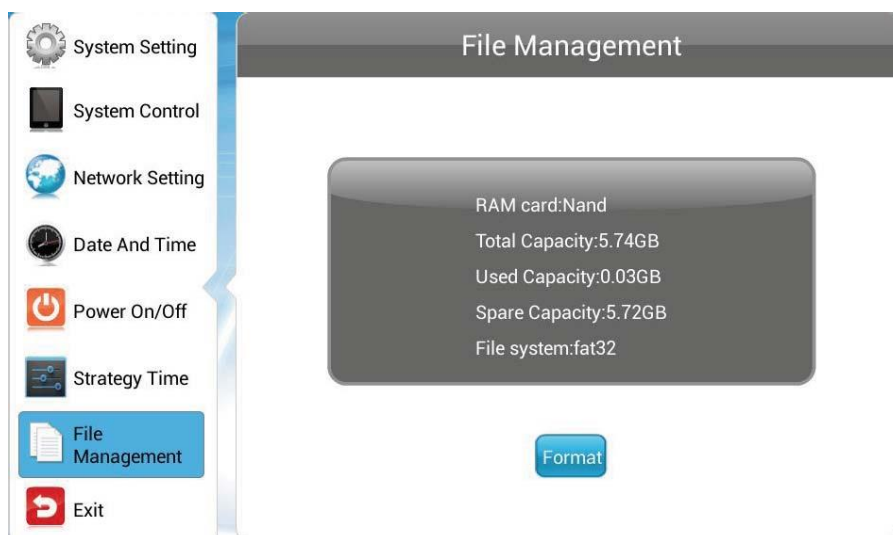 System Setting
System Control
Network Setting
Date And Time
Power On/Off
Strategy Time
File
Management
Exit
File Management
RAM card:Nand
Total Capacity:5.74GB
Used Capacity:0.03GB
Spare Capacity:5.72GB
File system:fat32
Format